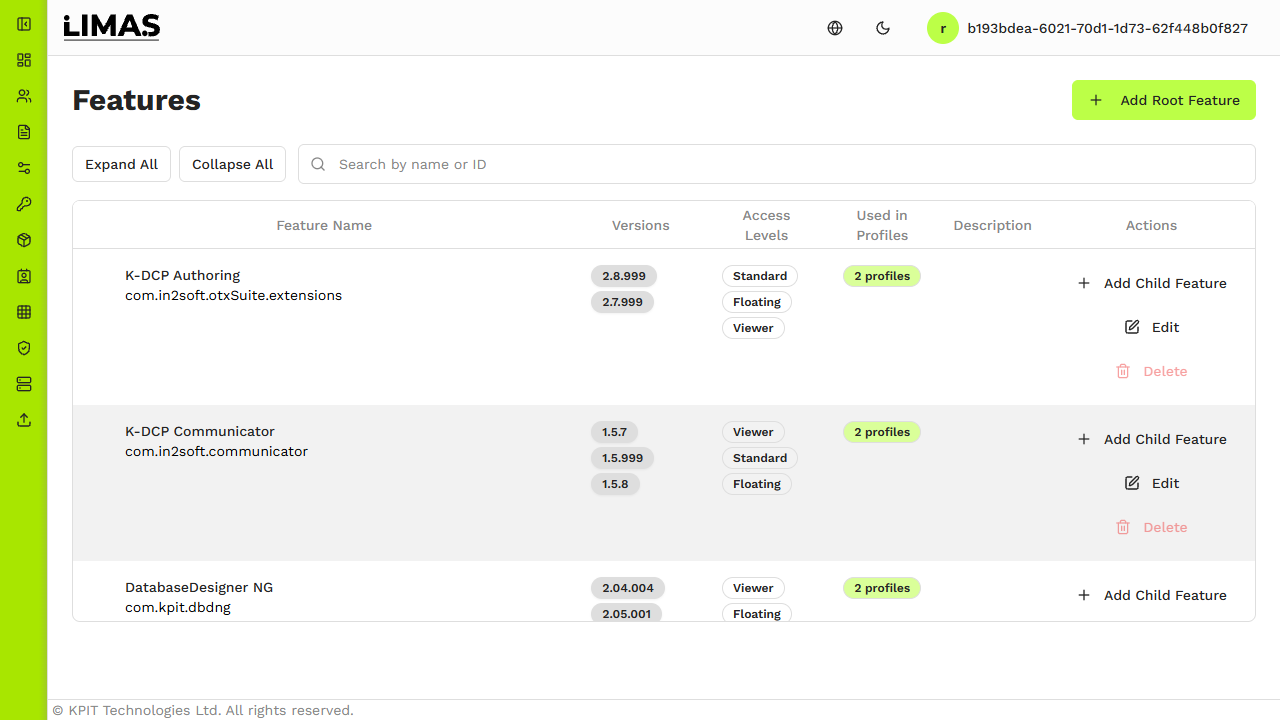 LIMAS
r b193bdea-6021-70d1-1d73-62f448b0f827
Features
Add Root Feature
Expand All Collapse All Search by name or ID
Feature Name Versions Access Levels Used in Profiles Description Actions
K-DCP Authoring
com.in2soft.otxSuite.extensions
2.8.999
2.7.999
Standard
Floating
Viewer
2 profiles
Add Child Feature
Edit
Delete
K-DCP Communicator
com.in2soft.communicator
1.5.7
1.5.999
1.5.8
Viewer
Standard
Floating
2 profiles
Add Child Feature
Edit
Delete
DatabaseDesigner NG
com.kpit.dbdng
2.04.004
2.05.001
Viewer
Floating
2 profiles
Add Child Feature
© KPIT Technologies Ltd. All rights reserved.